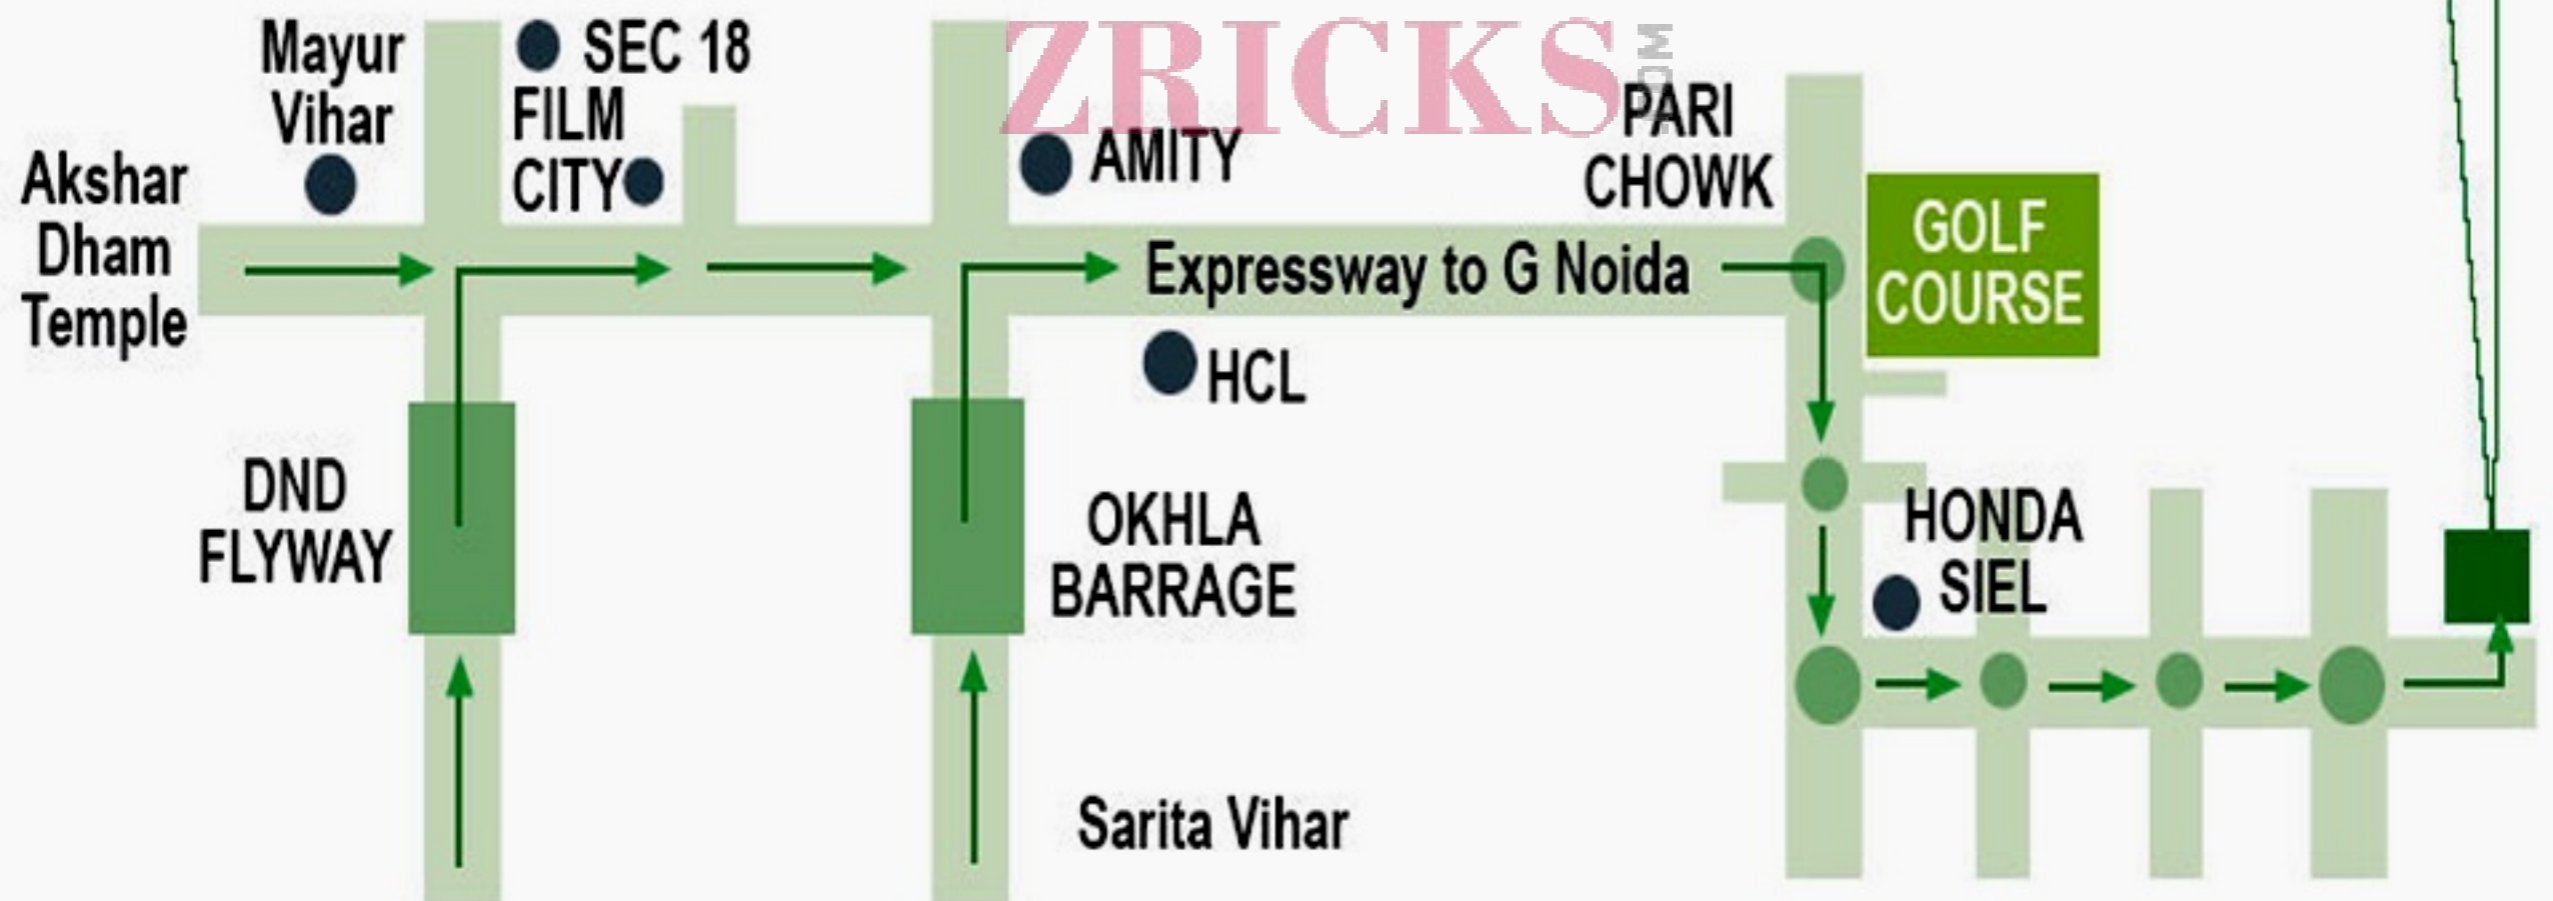 Mayur
Vihar
SEC 18
FILM
CITY
ZRICKS
.COM
Akshar
Dham
Temple
AMITY
PARI
CHOWK
GOLF
COURSE
Expressway to G Noida
HCL
DND
FLYWAY
OKHLA
BARRAGE
HONDA
SIEL
Sarita Vihar